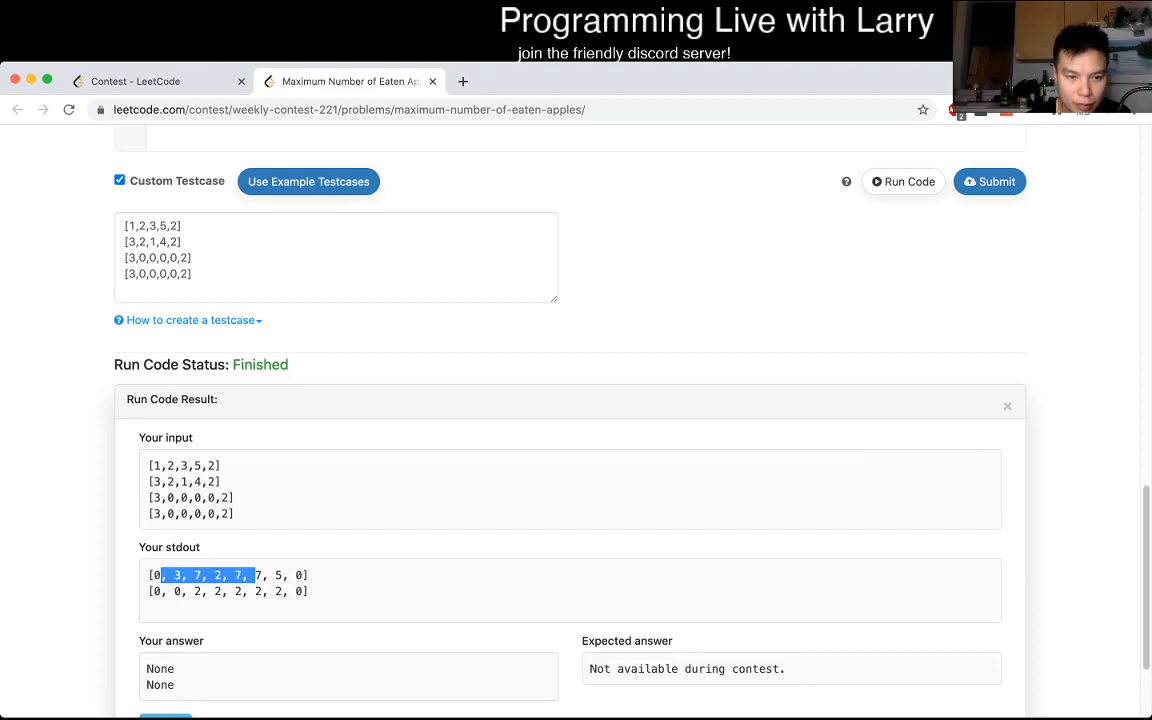 Programming Live with Larry
join the friendly discord server!
Contest - LeetCode
Maximum Number of Eaten Ap
leetcode.com/contest/weekly-contest-221/problems/maximum-number-of-eaten-apples/
2
Custom Testcase
Use Example Testcases
Run Code
Submit
[1,2,3,5,2]
[3,2,1,4,2]
[3,0,0,0,0,2]
[3,0,0,0,0,2]
How to create a testcase
Run Code Status: Finished
Run Code Result:
Your input
[1,2,3,5,2]
[3,2,1,4,2]
[3,0,0,0,0,2]
[3,0,0,0,0,2]
Your stdout
[0, 3, 7, 2, 7, 7, 5, 0]
[0, 0, 2, 2, 2, 2, 2, 0]
Your answer
Expected answer
None
None
Not available during contest.